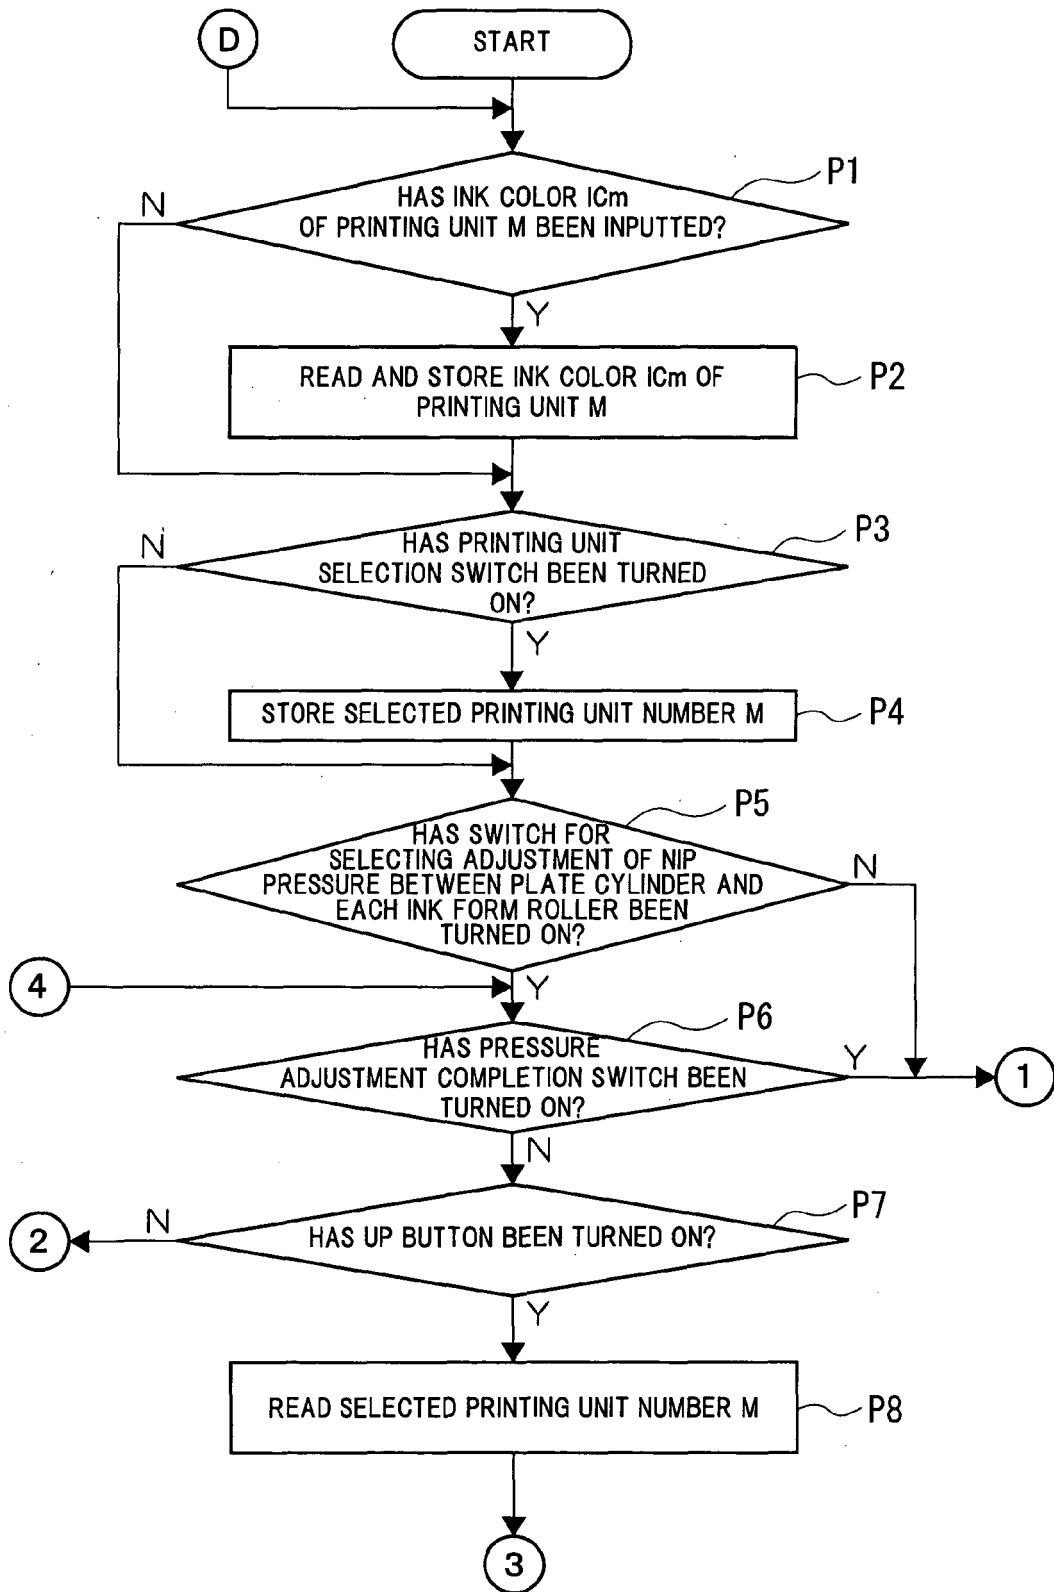 D
START
P1
N
HAS INK COLOR ICm
OF PRINTING UNIT M BEEN INPUTTED?
Y
READ AND STORE INK COLOR ICm OF
PRINTING UNIT M
P2
P3
N
HAS PRINTING UNIT
SELECTION SWITCH BEEN TURNED
ON?
Y
STORE SELECTED PRINTING UNIT NUMBER M
P4
P5
HAS SWITCH FOR
SELECTING ADJUSTMENT OF NIP
PRESSURE BETWEEN PLATE CYLINDER AND
EACH INK FORM ROLLER BEEN
TURNED ON?
N
4
Y
P6
HAS PRESSURE
ADJUSTMENT COMPLETION SWITCH BEEN
TURNED ON?
Y
1
N
P7
2
N
HAS UP BUTTON BEEN TURNED ON?
Y
READ SELECTED PRINTING UNIT NUMBER M
P8
3